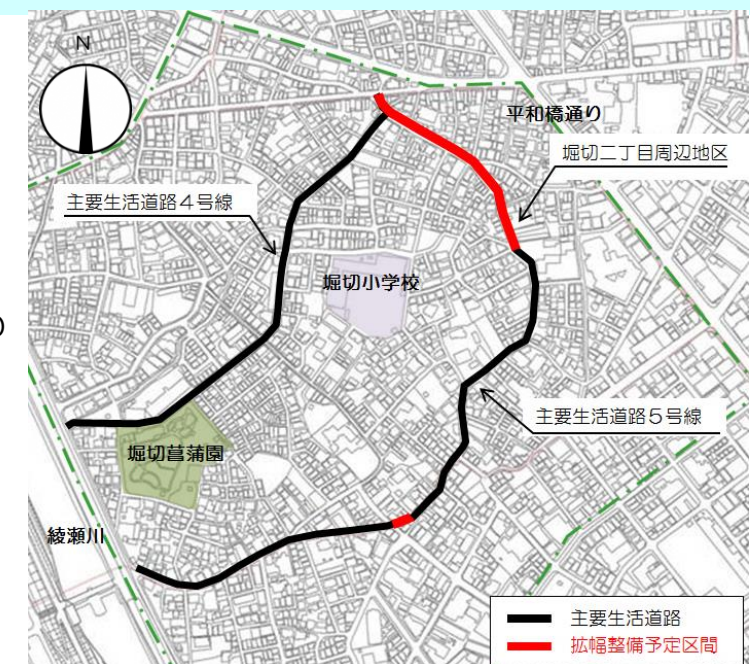 N
平和橋通り
堀切二丁目周辺地区
主要生活道路4号線
堀切小学校
主要生活道路5号線
堀切菖蒲園
綾瀬川
主要生活道路
拡幅整備予定区間